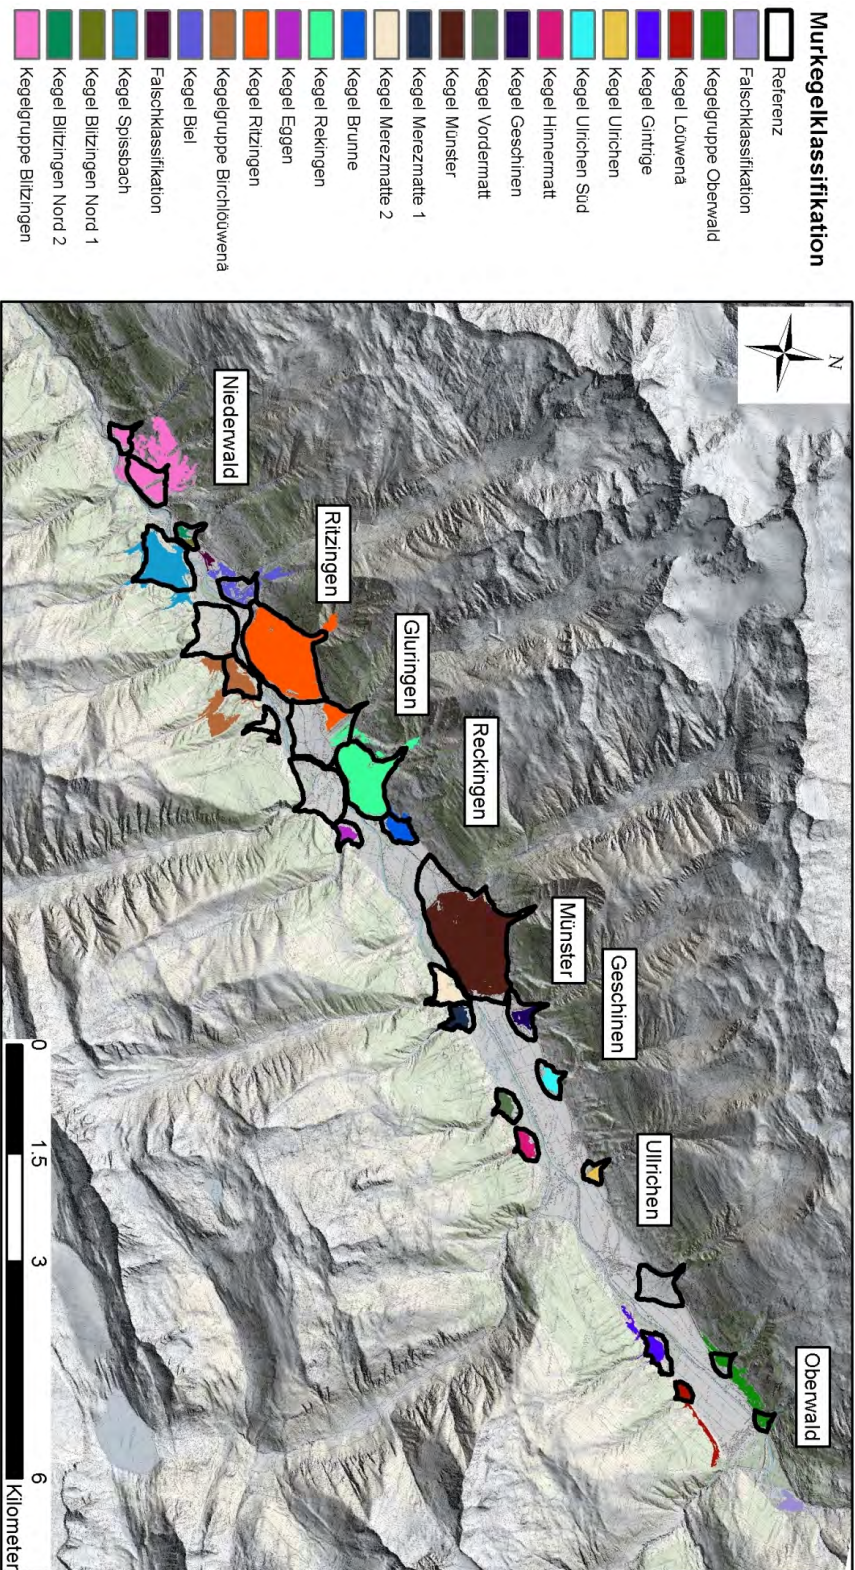 Murkegelklassifikation
Referenz
Falschklassifikation
Kegelgruppe Oberwald
Kegel Löüwenä
Kegel Gintrige
Kegel Ulrichen
Kegel Ulrichen Süd
Kegel Hinnermatt
Kegel Geschinen
Kegel Vordermatt
Kegel Münster
Kegel Merezmatte 1
Kegel Merezmatte 2
Kegel Brunne
Kegel Rekingen
Kegel Eggen
Kegel Ritzingen
Kegelgruppe Birchlöüwenä
Kegel Biel
Falschklassifikation
Kegel Spissbach
Kegel Blitzingen Nord 1
Kegel Blitzingen Nord 2
Kegelgruppe Blitzingen
N
Oberwald
Ullrichen
Geschinen
Münster
Reckingen
Gluringen
Ritzingen
Niederwald
0 1.5 3 6
Kilometer